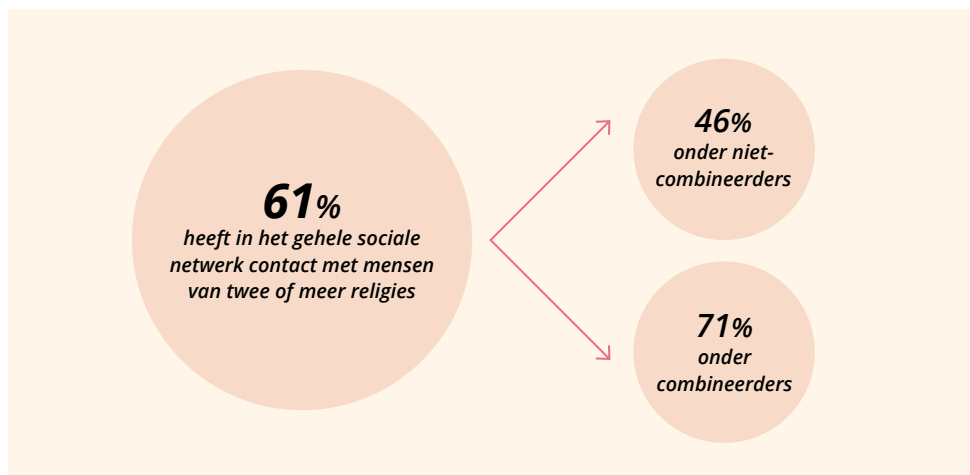 61%
heeft in het gehele sociale
netwerk contact met mensen
van twee of meer religies
46%
onder niet-
combineerders
71%
onder
combineerders